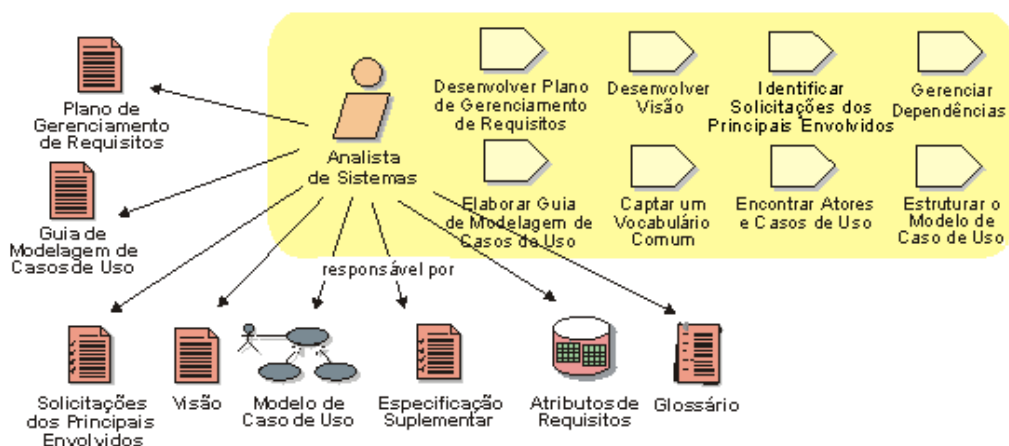 Plano de
Gerenciamento
de Requisitos
Guia de
Modelagem de
Casos de Uso
Analista
de Sistemas
Desenvolver Plano
de Gerenciamento
de Requisitos
Desenvolver
Visão
Identificar
Solicitações dos
Principais Envolvidos
Gerenciar
Dependências
Elaborar Guia
de Modelagem de
Casos de Uso
Captar um
Vocabulário
Comum
Encontrar Atores
e Casos de Uso
Estruturar o
Modelo de
Caso de Uso
responsável por
Solicitações
dos Principais
Envolvidos
Visão
Modelo de
Caso de Uso
Especificação
Suplementar
Atributos de
Requisitos
Glossário